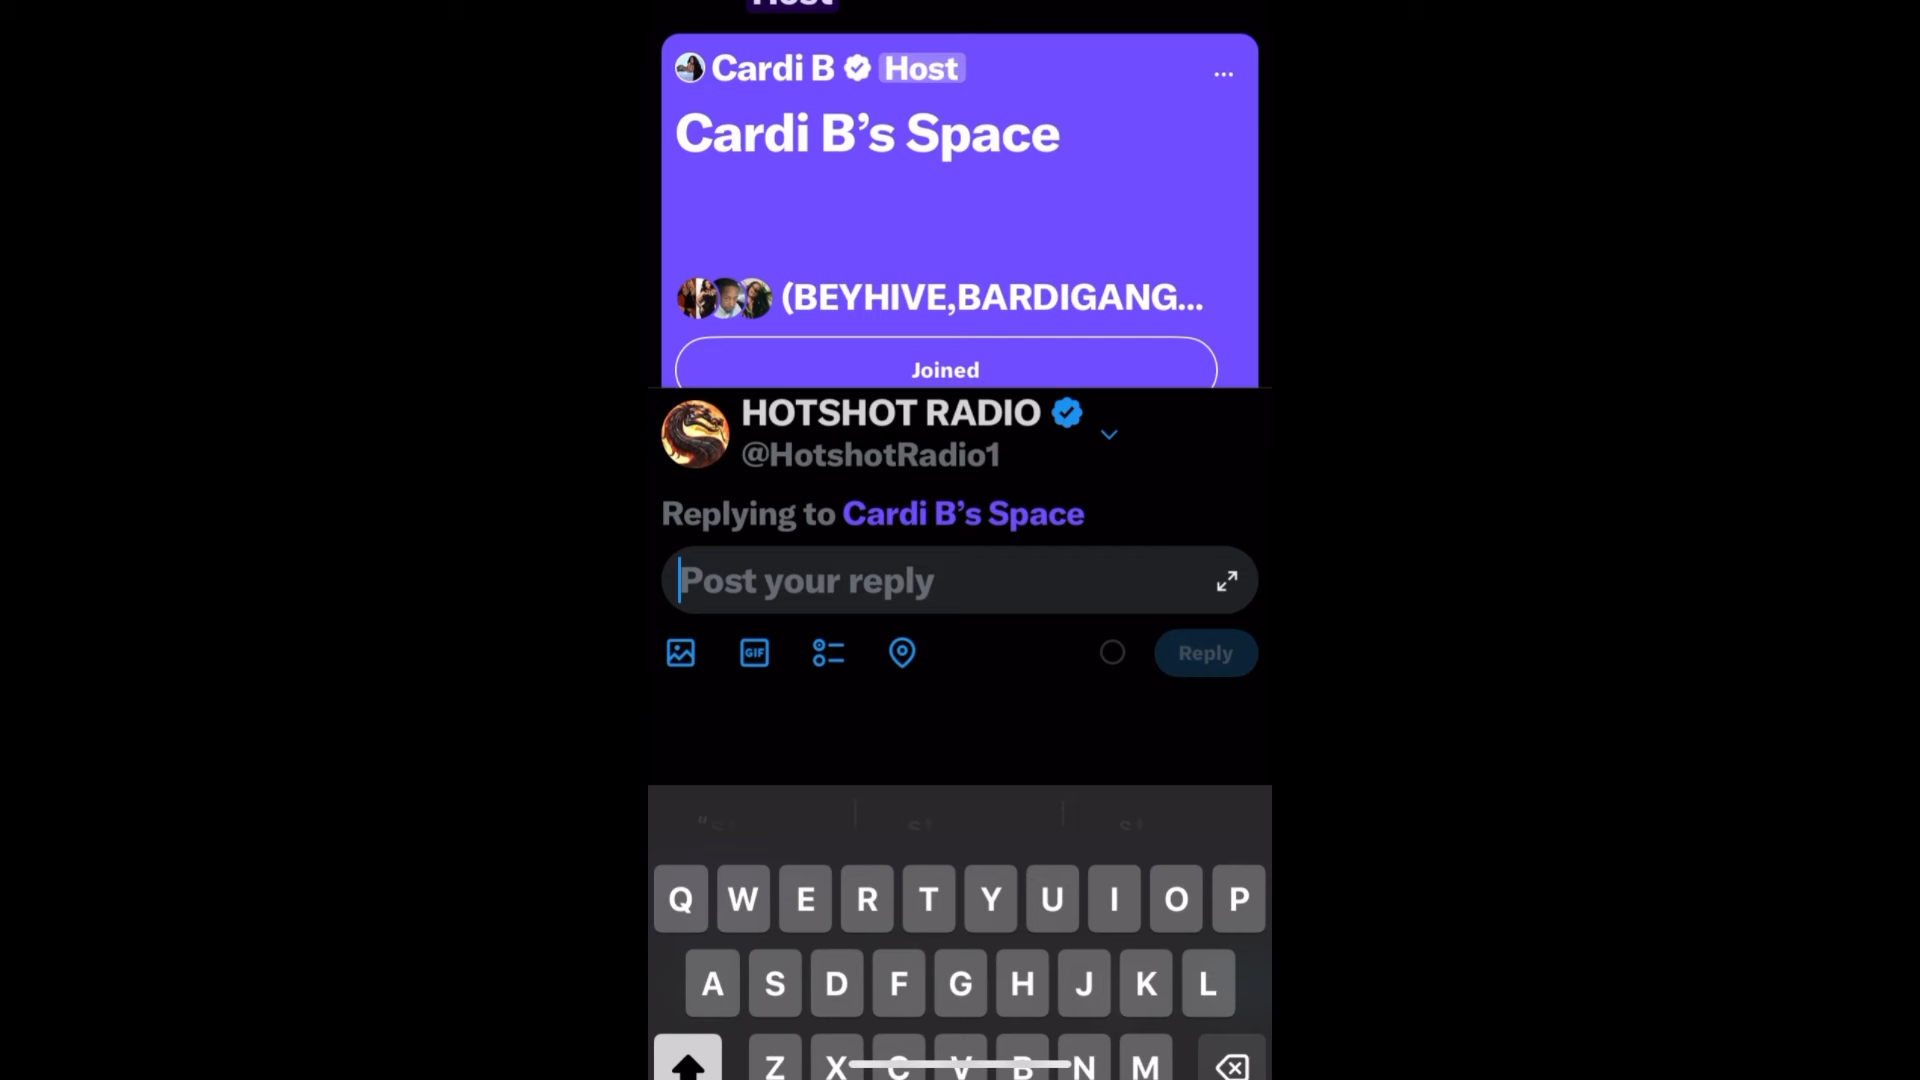 Host
Cardi B Host
Cardi B’s Space
(BEYHIVE,BARDIGANG...
Joined
HOTSHOT RADIO
@HotshotRadio1
Replying to Cardi B’s Space
Post your reply
GIF
Reply
Q W E R T Y U I O P
A S D F G H J K L
Z X C V B N M